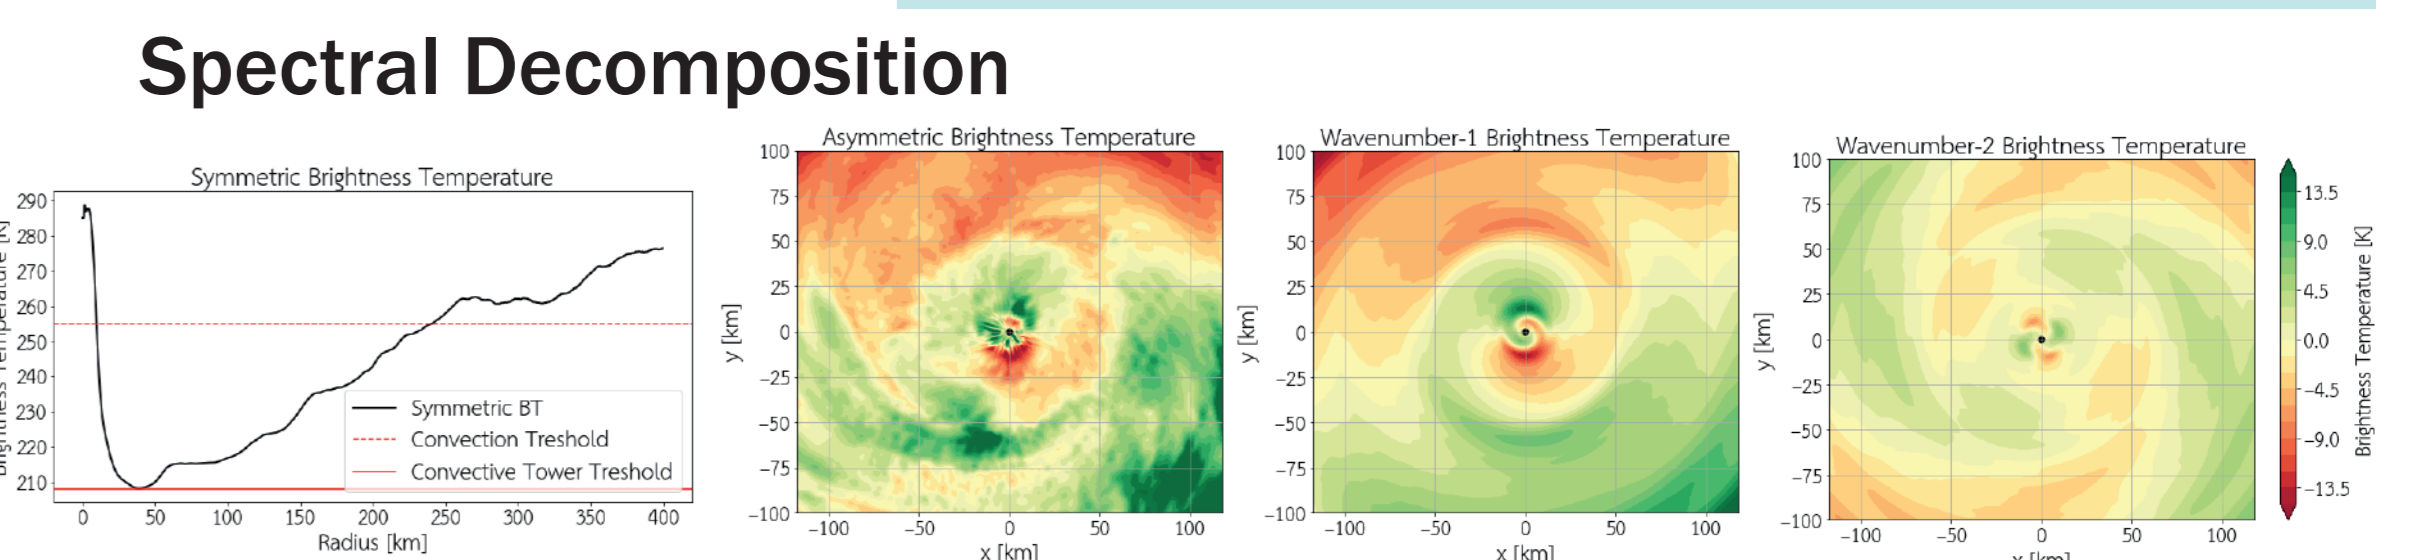 Spectral Decomposition
Symmetric Brightness Temperature
290
280
270
260
250
240
230
220
210
Symmetric BT
Convection Treshold
Convective Tower Treshold
0 50 100 150 200 250 300 350 400
Radius [km]
Asymmetric Brightness Temperature
y [km]
100
75
50
25
0
−25
−50
−75
−100
−100 −50 0 50 100
x [km]
Wavenumber-1 Brightness Temperature
y [km]
100
75
50
25
0
−25
−50
−75
−100
−100 −50 0 50 100
x [km]
Wavenumber-2 Brightness Temperature
y [km]
100
75
50
25
0
−25
−50
−75
−100
−100 −50 0 50 100
x [km]
13.5
9.0
4.5
0.0
−4.5
−9.0
−13.5
Brightness Temperature [K]